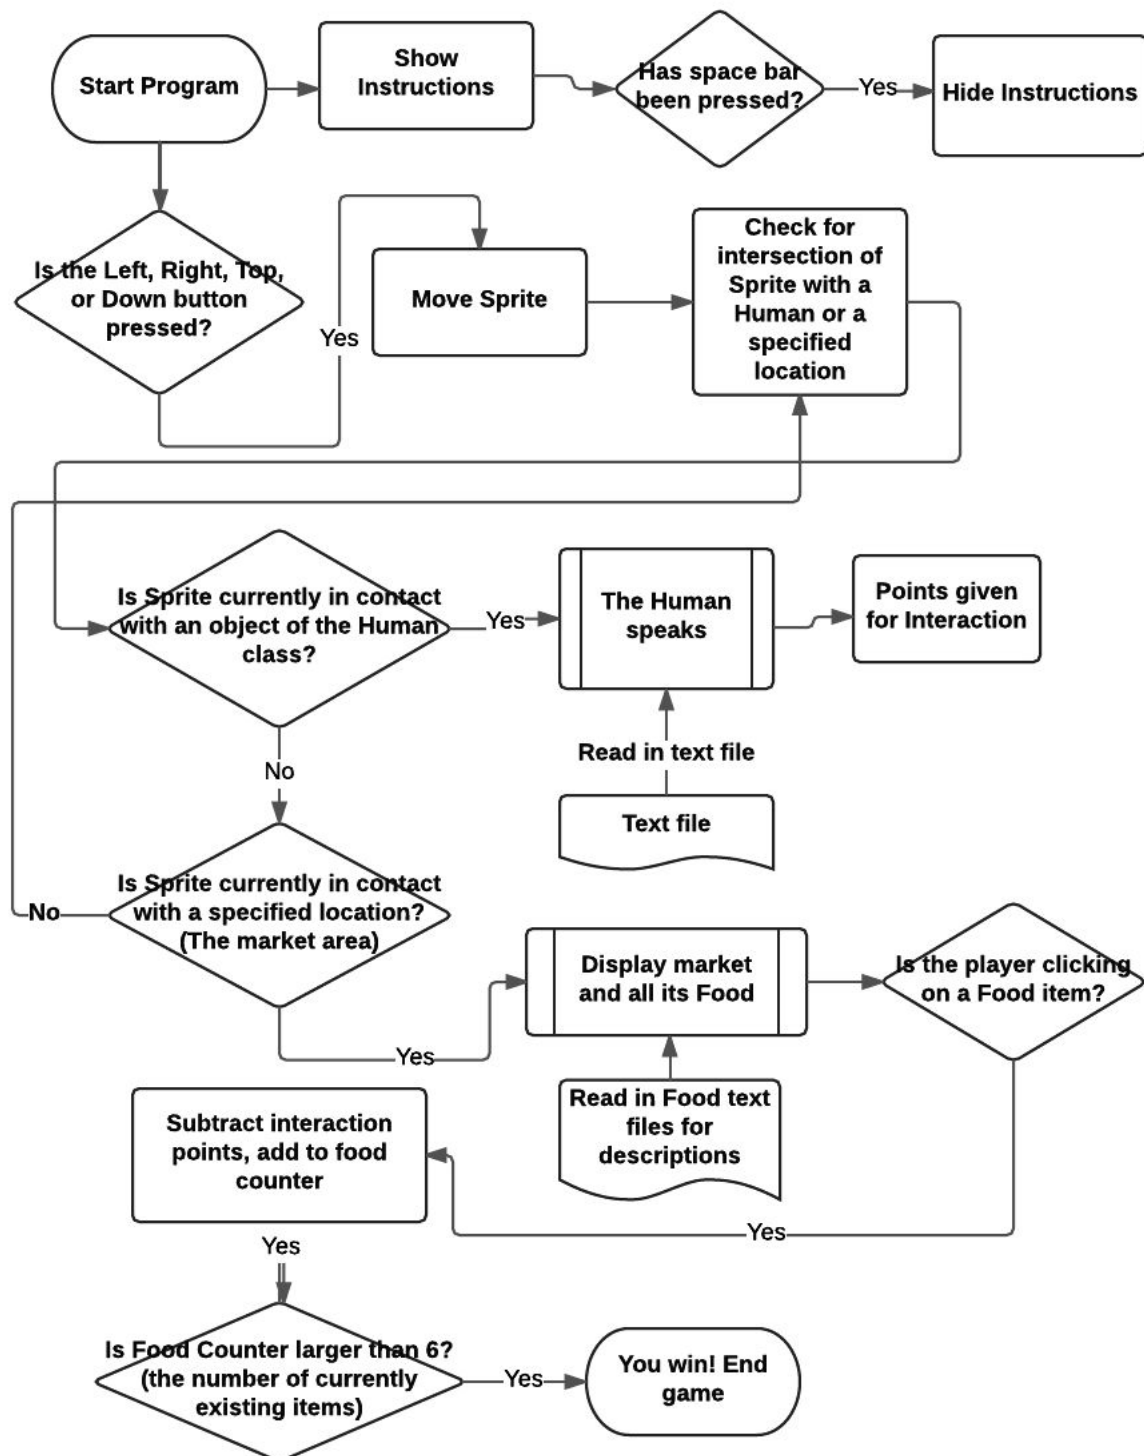 Start Program
Show
Instructions
Has space bar
been pressed?
Yes
Hide Instructions
Is the Left, Right, Top,
or Down button
pressed?
Yes
Move Sprite
Check for
intersection of
Sprite with a
Human or a
specified
location
Is Sprite currently in contact
with an object of the Human
class?
Yes
The Human
speaks
Points given
for Interaction
No
Read in text file
Text file
Is Sprite currently in contact
with a specified location?
(The market area)
No
Yes
Display market
and all its Food
Is the player clicking
on a Food item?
Read in Food text
files for
descriptions
Yes
Subtract interaction
points, add to food
counter
Yes
Is Food Counter larger than 6?
(the number of currently
existing items)
Yes
You win! End
game